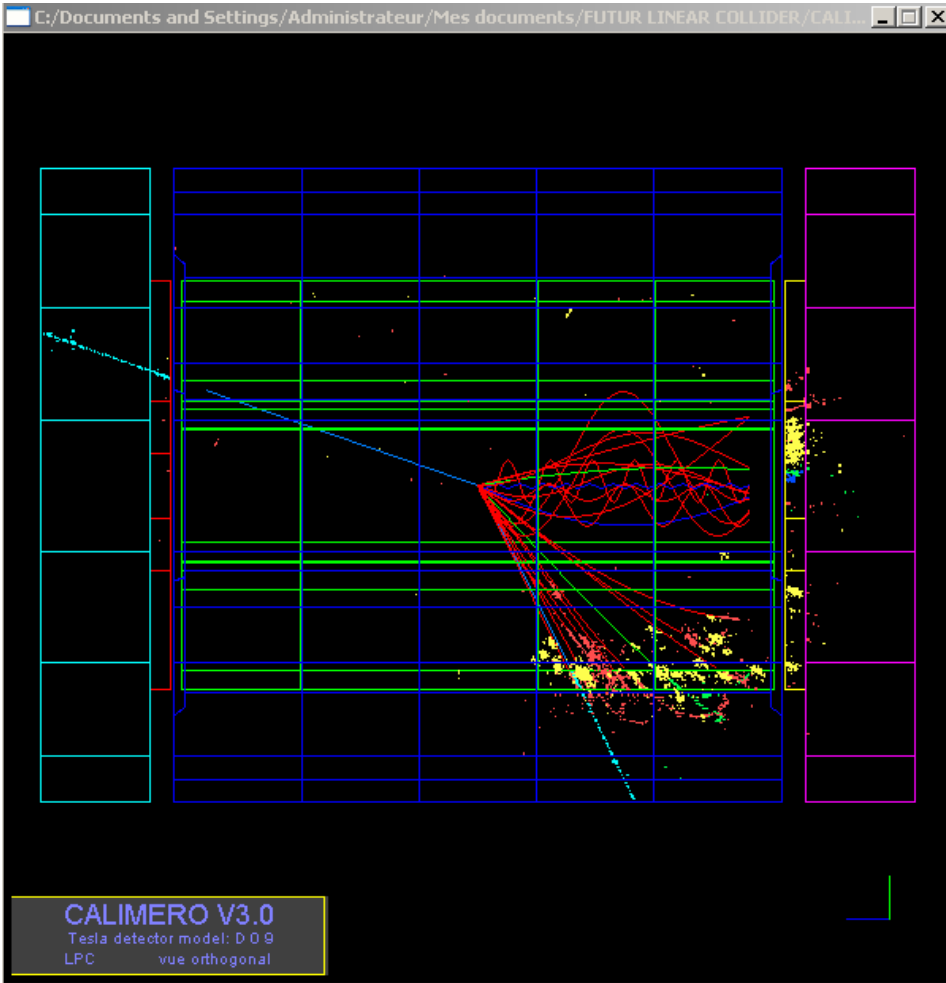 C:/Documents and Settings/Administrateur/Mes documents/FUTUR LINEAR COLLIDER/CALI...
CALIMERO V3.0
Tesla detector model: D 0 9
LPC vue orthogonal